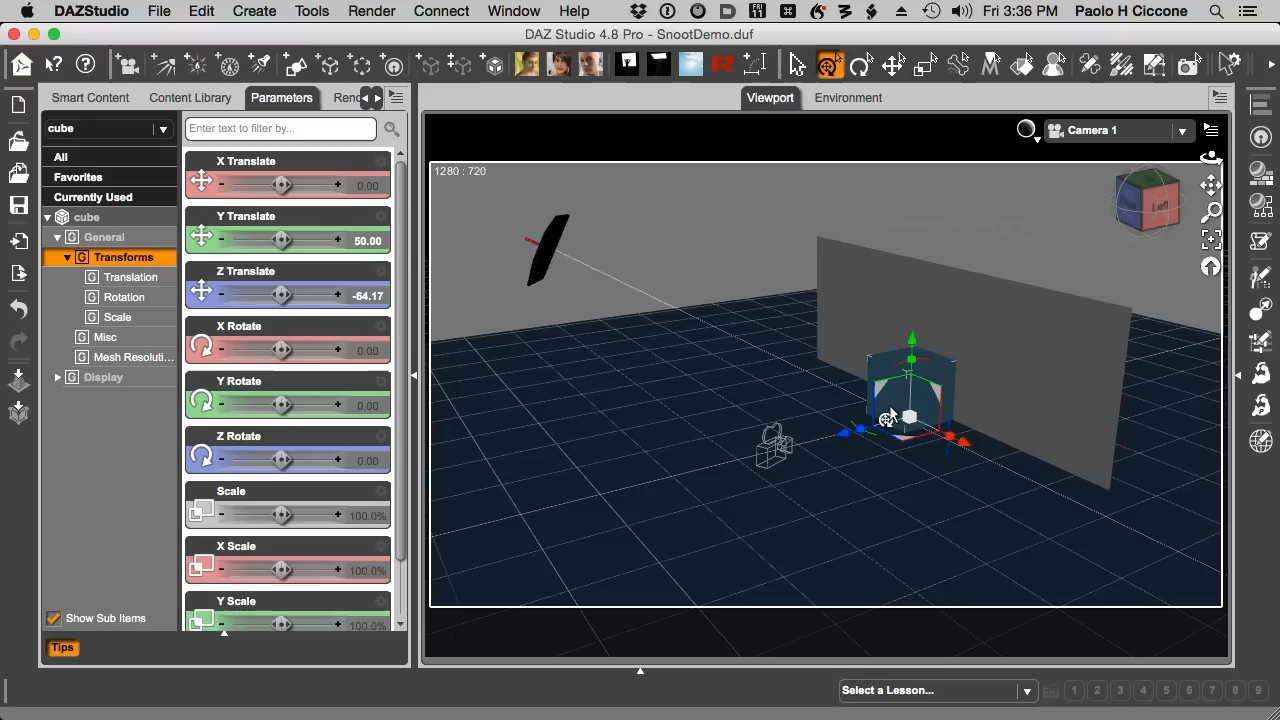 DAZStudio File Edit Create Tools Render Connect Window Help Fri 3:36 PM Paolo H Ciccone
DAZ Studio 4.8 Pro - SnootDemo.duf
Smart Content Content Library Parameters Viewport Environment
cube
Enter text to filter by...
Camera 1
All
Favorites
Currently Used
cube
General
Transforms
Translation
Rotation
Scale
Misc
Mesh Resoluti...
Display
Show Sub Items
Tips
X Translate
0.00
Y Translate
50.00
Z Translate
-64.17
X Rotate
0.00
Y Rotate
0.00
Z Rotate
0.00
Scale
100.0%
X Scale
100.0%
Y Scale
100.0%
1280 : 720
Left
Select a Lesson...
1 2 3 4 5 6 7 8 9